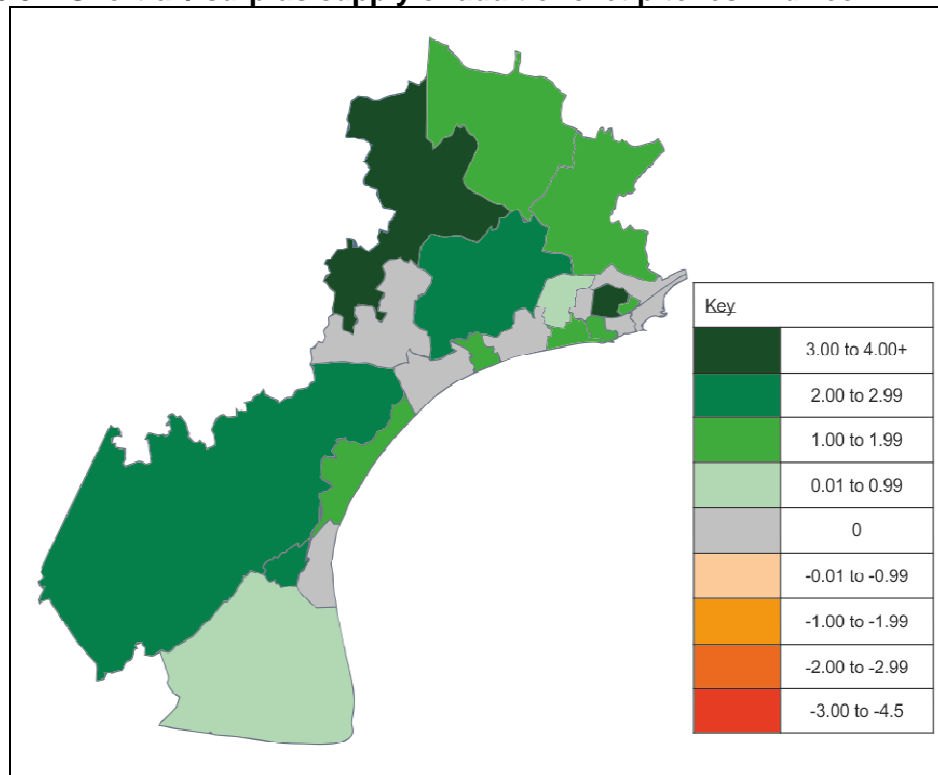 Key
3.00 to 4.00+
2.00 to 2.99
1.00 to 1.99
0.01 to 0.99
0
-0.01 to -0.99
-1.00 to -1.99
-2.00 to -2.99
-3.00 to -4.5